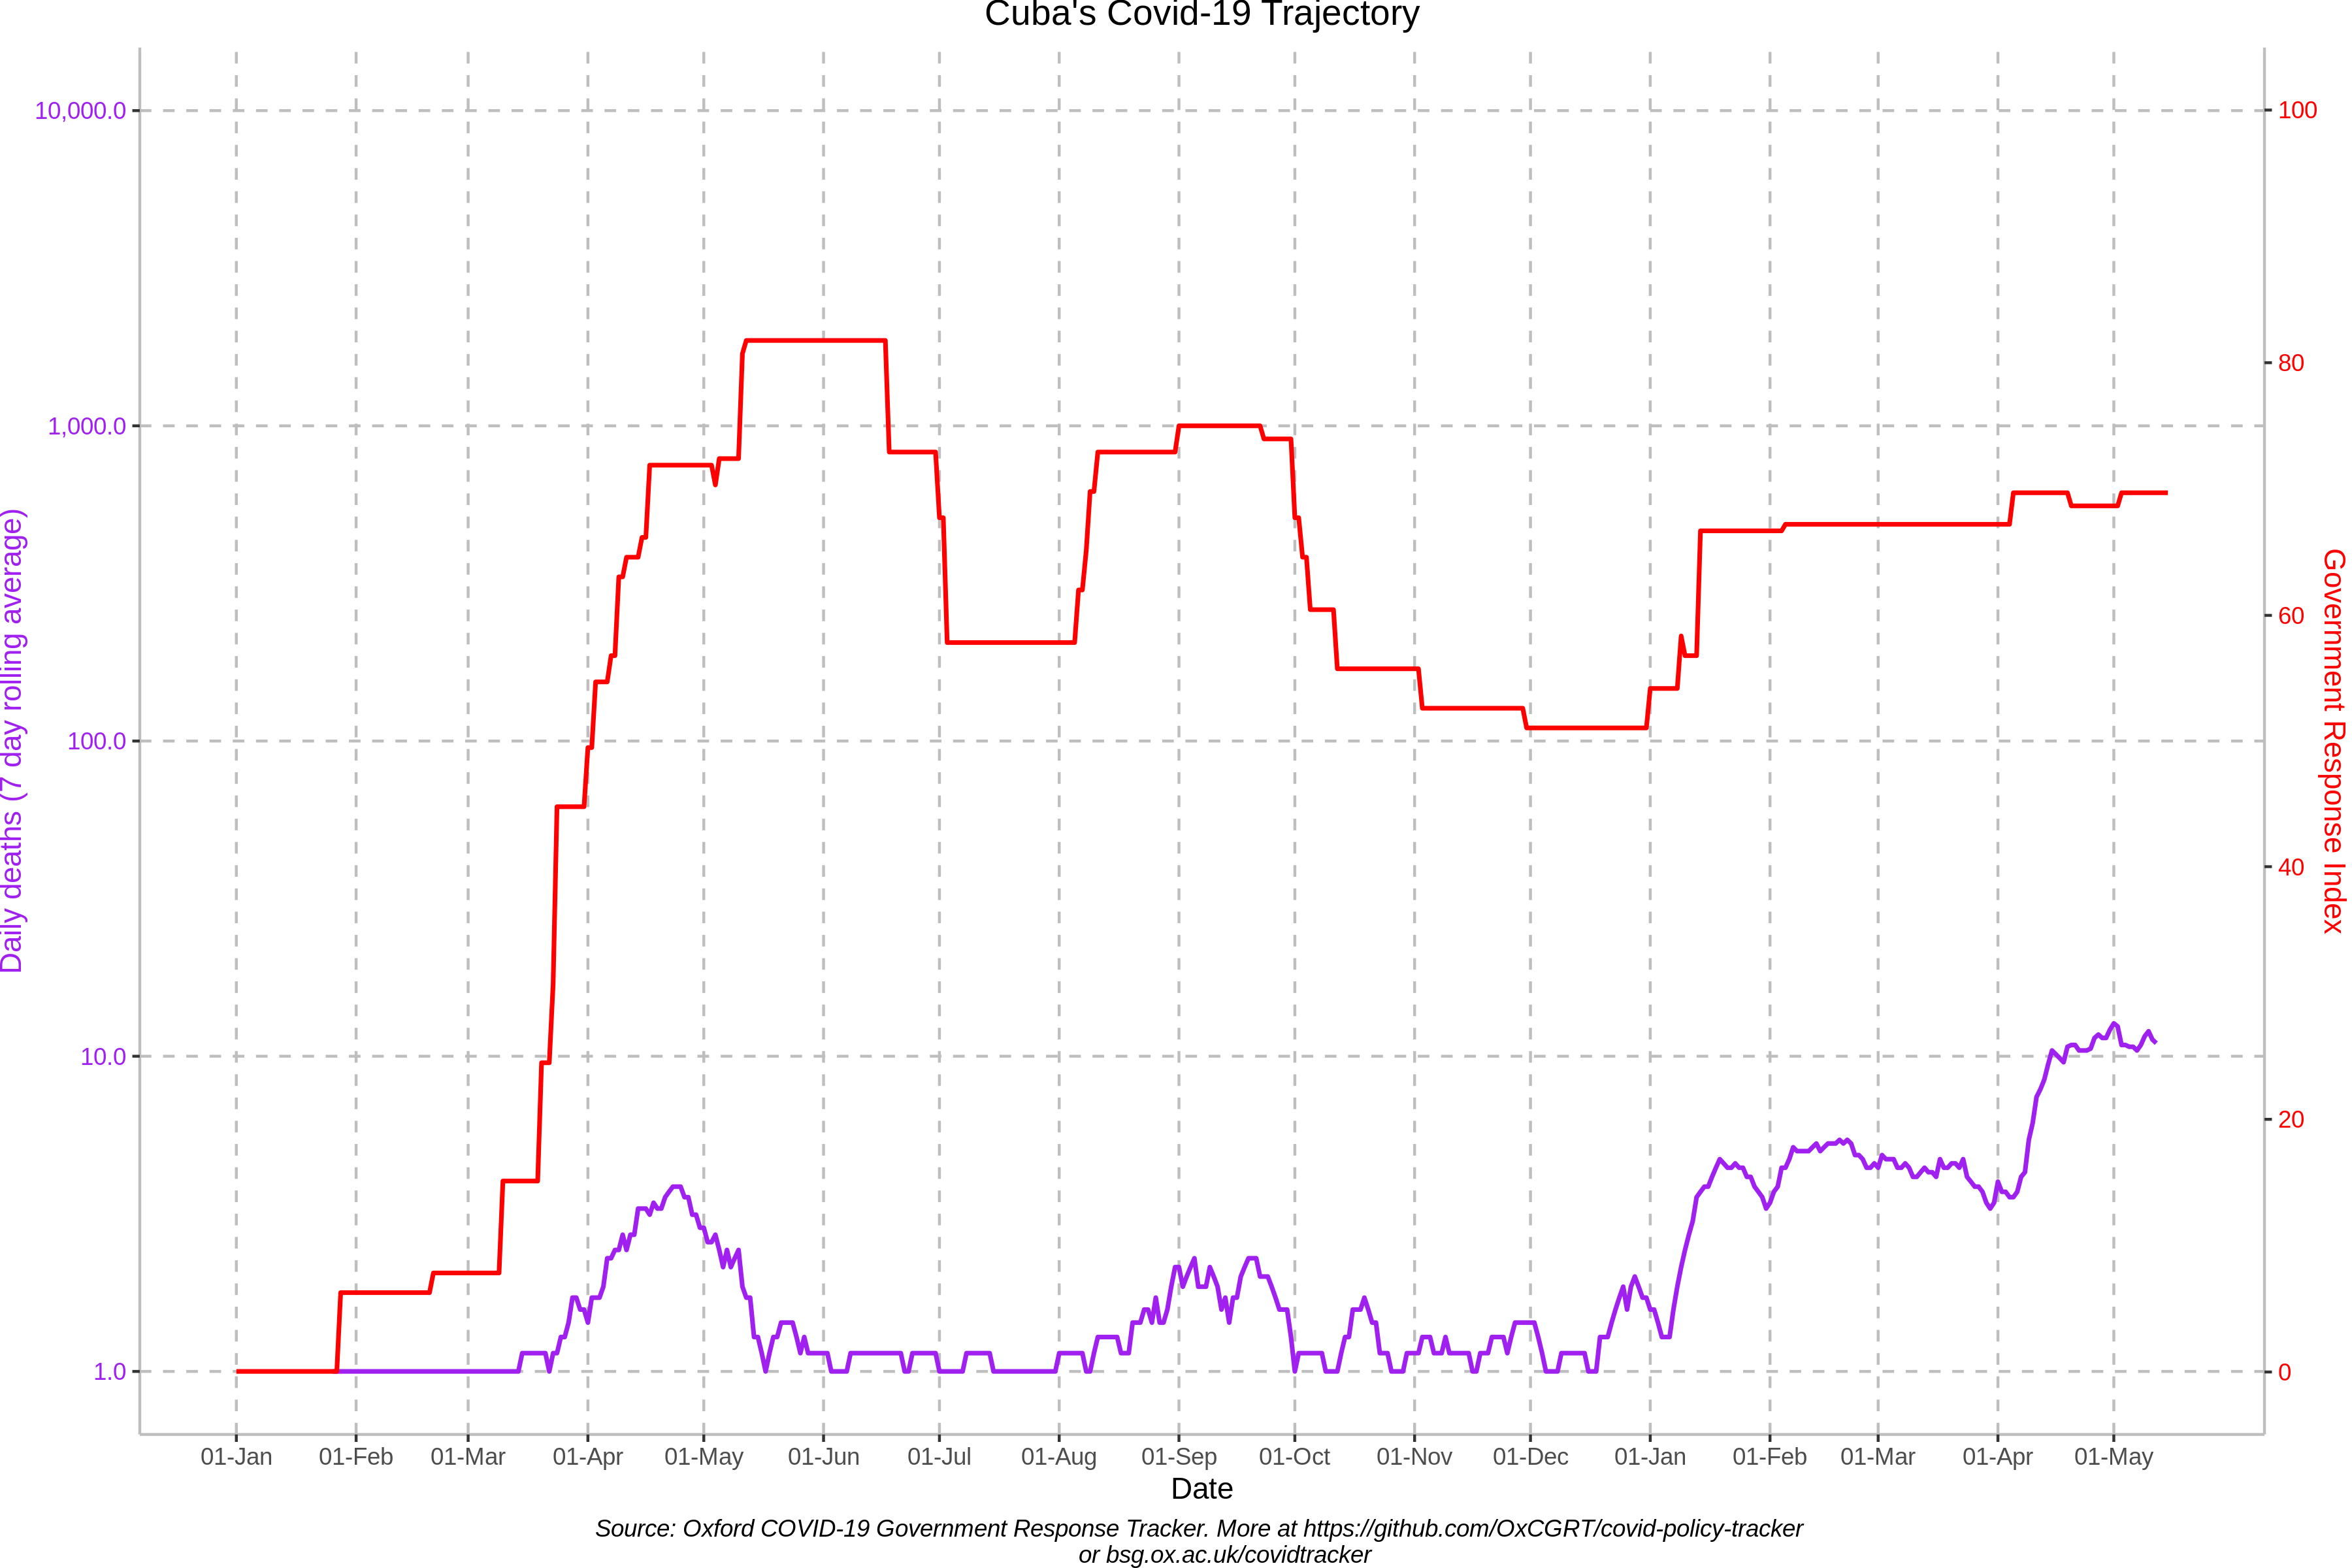 Cuba's Covid-19 Trajectory
10,000.0
1,000.0
100.0
10.0
1.0
Daily deaths (7 day rolling average)
100
80
60
40
20
0
Government Response Index
01-Jan 01-Feb 01-Mar 01-Apr 01-May 01-Jun 01-Jul 01-Aug 01-Sep 01-Oct 01-Nov 01-Dec 01-Jan 01-Feb 01-Mar 01-Apr 01-May
Date
Source: Oxford COVID-19 Government Response Tracker. More at https://github.com/OxCGRT/covid-policy-tracker
or bsg.ox.ac.uk/covidtracker